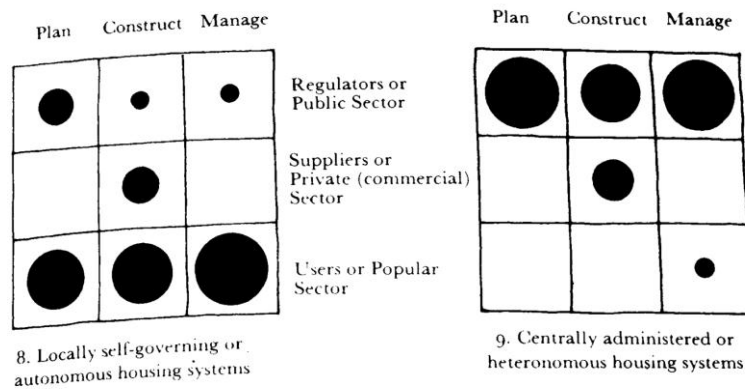 Plan Construct Manage
Regulators or
Public Sector
Suppliers or
Private (commercial)
Sector
Users or Popular
Sector
8. Locally self-governing or
autonomous housing systems
Plan Construct Manage
9. Centrally administered or
heteronomous housing systems